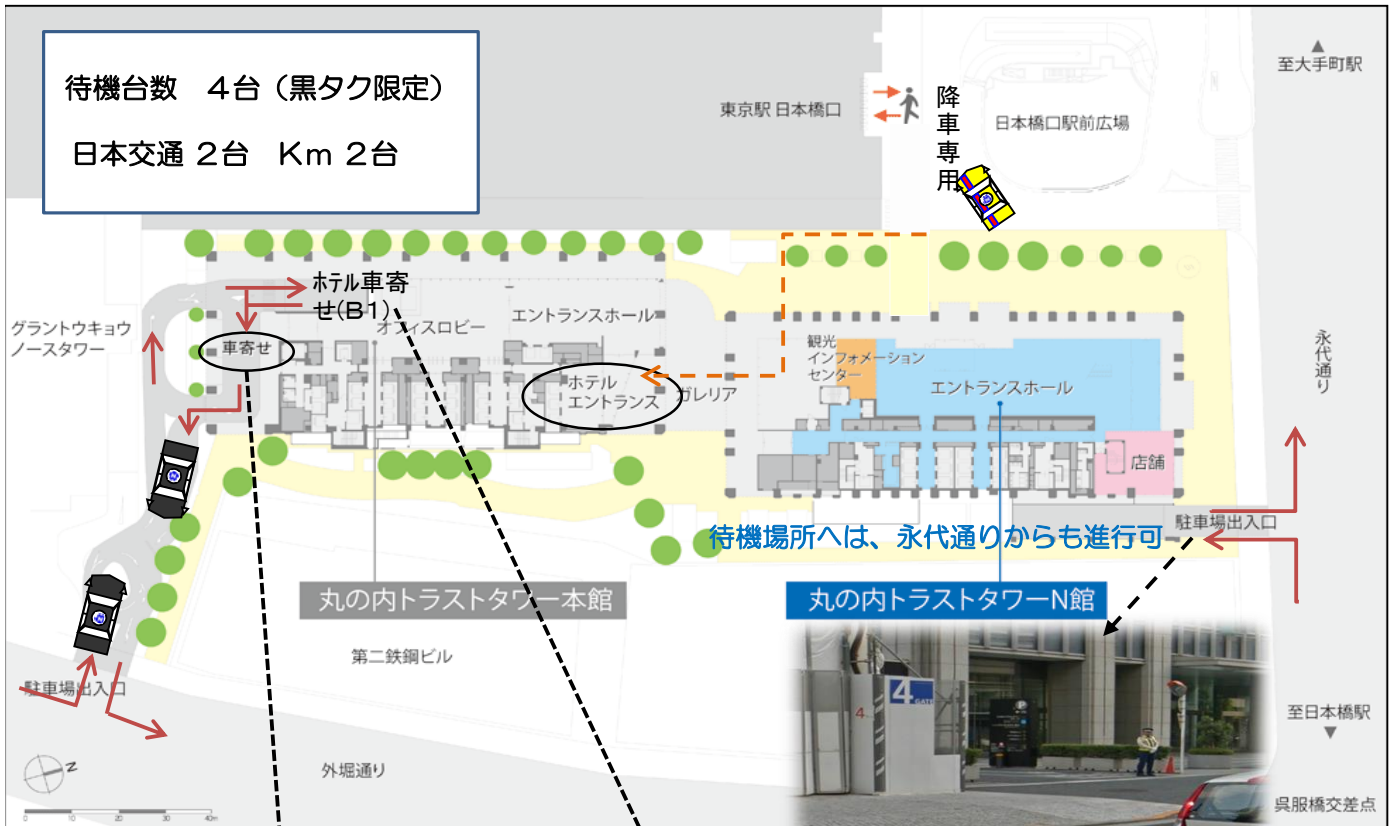 待機台数　４台（黒タク限定）
日本交通 ２台　Ｋｍ ２台
東京駅 日本橋口
降車専用
日本橋口駅前広場
▲
至大手町駅
ホテル車寄
せ(B1)
グラントウキョウ
ノースタワー
車寄せ
オフィスロビー
エントランスホール
ホテル
エントランス
ガレリア
観光
インフォメーション
センター
エントランスホール
店舗
永代通り
駐車場出入口
待機場所へは、永代通りからも進行可
丸の内トラストタワー本館
丸の内トラストタワーN館
第二鉄鋼ビル
駐車場出入口
外堀通り
4
4
GATE
P
至日本橋駅
▼
呉服橋交差点
Z
0 10 20 30 40m